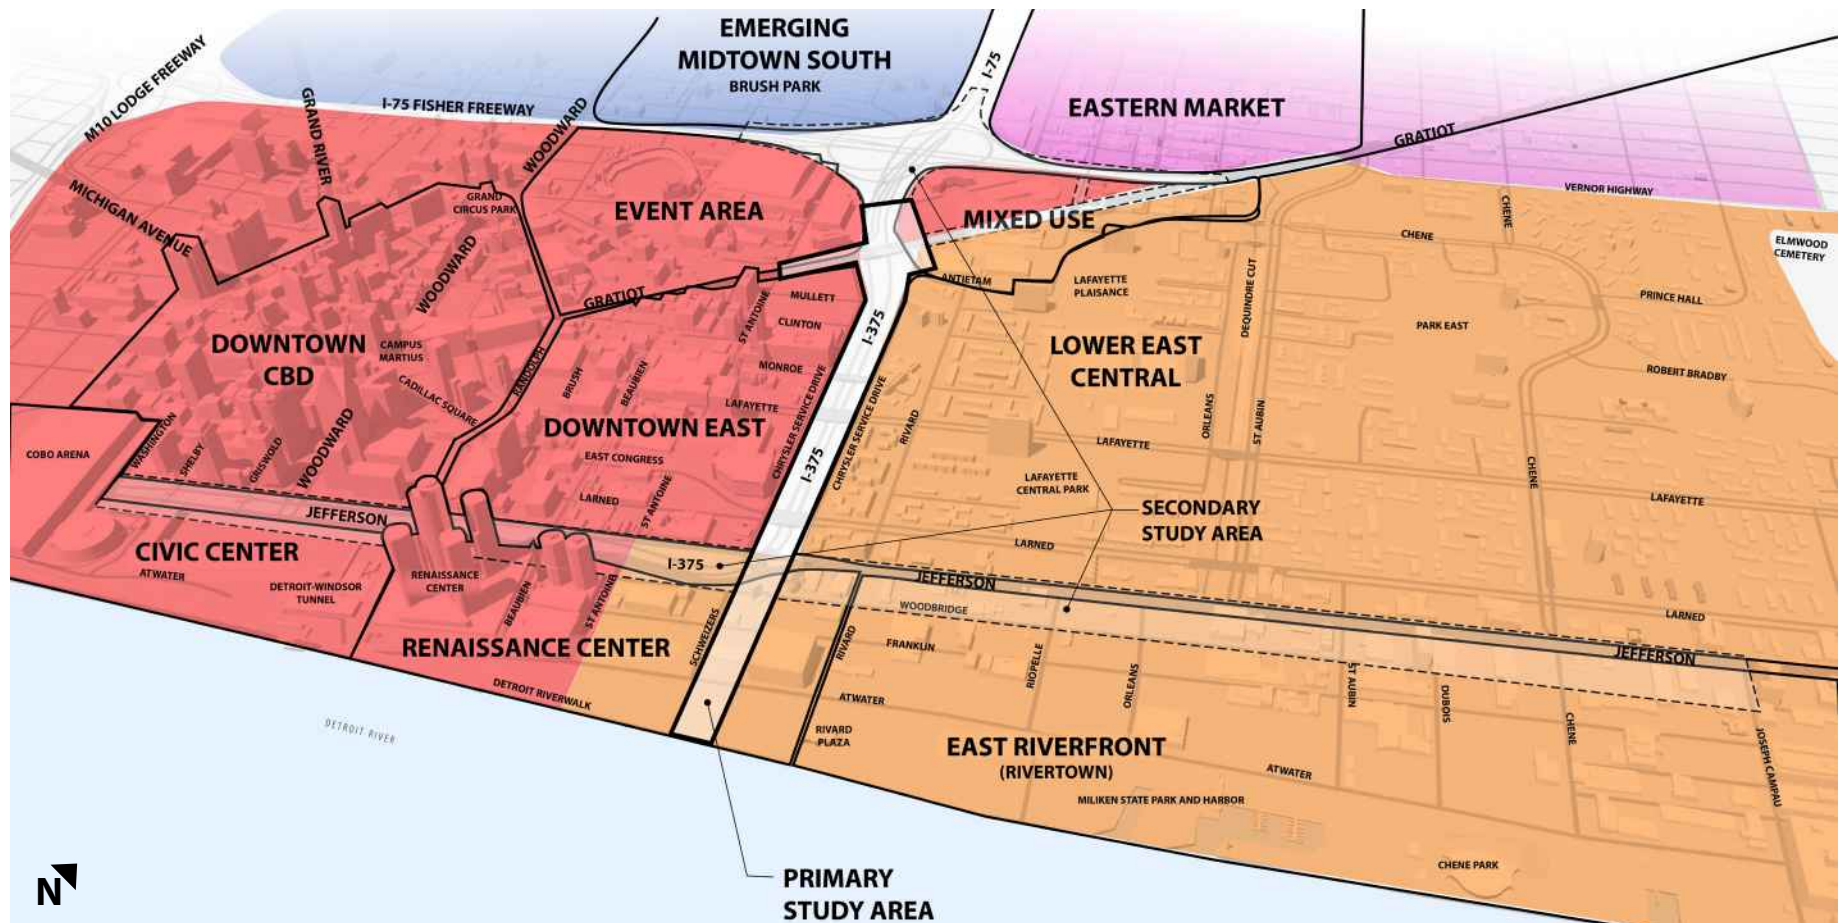 EMERGING
MIDTOWN SOUTH
BRUSH PARK
I-75
EASTERN MARKET
M10 LODGE FREEWAY
GRAND RIVER
I-75 FISHER FREEWAY
WOODWARD
GRATIOT
VERNOR HIGHWAY
MICHIGAN AVENUE
GRAND
CIRCUS PARK
EVENT AREA
MIXED USE
CHENE
CHENE
ELMWOOD
CEMETERY
WOODWARD
GRATIOT
ST ANTOINE
MULLETT
CLINTON
ANTIETAM
LAFAYETTE
PLAISANCE
DEQUINDRE CUT
PRINCE HALL
PARK EAST
DOWNTOWN
CBD
CAMPUS
MARTIUS
CADILLAC SQUARE
RANDOLPH
BRUSH
BEAUBIEN
MONROE
LAFAYETTE
I-375
LOWER EAST
CENTRAL
ROBERT BRADBY
CHRYSLER SERVICE DRIVE
CHRYSLER SERVICE DRIVE
RIVARD
ORLEANS
ST AUBIN
DOWNTOWN EAST
EAST CONGRESS
LARNED
ST ANTOINE
I-375
LAFAYETTE
LAFAYETTE
CENTRAL PARK
CHENE
LAFAYETTE
COBO ARENA
WASHINGTON
SHELBY
GRISWOLD
WOODWARD
JEFFERSON
SECONDARY
STUDY AREA
LARNED
CIVIC CENTER
ATWATER
DETROIT-WINDSOR
TUNNEL
RENAISSANCE
CENTER
BEAUBIEN
ST ANTOINE
I-375
JEFFERSON
WOODBRIDGE
LARNED
RENAISSANCE CENTER
SCHWEIZERS
RIVARD
FRANKLIN
RIOPELLE
ORLEANS
JEFFERSON
ST AUBIN
DUBOIS
CHENE
JOSEPH CAMPAU
DETROIT RIVERWALK
ATWATER
DETROIT RIVER
RIVARD
PLAZA
EAST RIVERFRONT
(RIVERTOWN)
ATWATER
MILIKEN STATE PARK AND HARBOR
CHENE PARK
N
PRIMARY
STUDY AREA